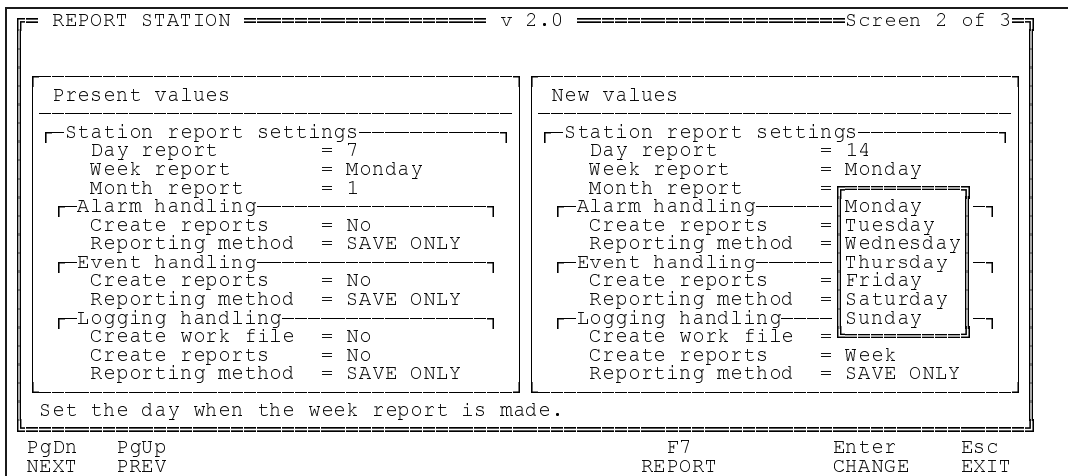 REPORT STATION v 2.0 Screen 2 of 3
Present values
Station report settings
Day report = 7
Week report = Monday
Month report = 1
Alarm handling
Create reports = No
Reporting method = SAVE ONLY
Event handling
Create reports = No
Reporting method = SAVE ONLY
Logging handling
Create work file = No
Create reports = No
Reporting method = SAVE ONLY
New values
Station report settings
Day report = 14
Week report = Monday
Month report =
Alarm handling
Create reports =
Reporting method =
Event handling
Create reports =
Reporting method =
Logging handling
Create work file =
Create reports = Week
Reporting method = SAVE ONLY
Monday
Tuesday
Wednesday
Thursday
Friday
Saturday
Sunday
Set the day when the week report is made.
PgDn PgUp F7 Enter Esc
NEXT PREV REPORT CHANGE EXIT